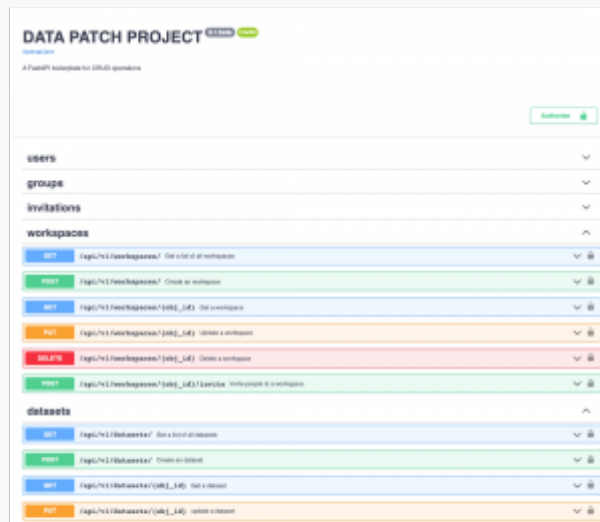 DATA PATCH PROJECT
A FastAPI boilerplate for CRUD operations
Authorize
users
groups
invitations
workspaces
GET /api/v1/workspaces/ Get a list of all workspaces
POST /api/v1/workspaces/ Create an workspace
GET /api/v1/workspaces/{obj_id} Get a workspace
PUT /api/v1/workspaces/{obj_id} Update a workspace
DELETE /api/v1/workspaces/{obj_id} Delete a workspace
POST /api/v1/workspaces/{obj_id}/invite Invite people to a workspace
datasets
GET /api/v1/datasets/ Get a list of all datasets
POST /api/v1/datasets/ Create an dataset
GET /api/v1/datasets/{obj_id} Get a dataset
PUT /api/v1/datasets/{obj_id} update a dataset